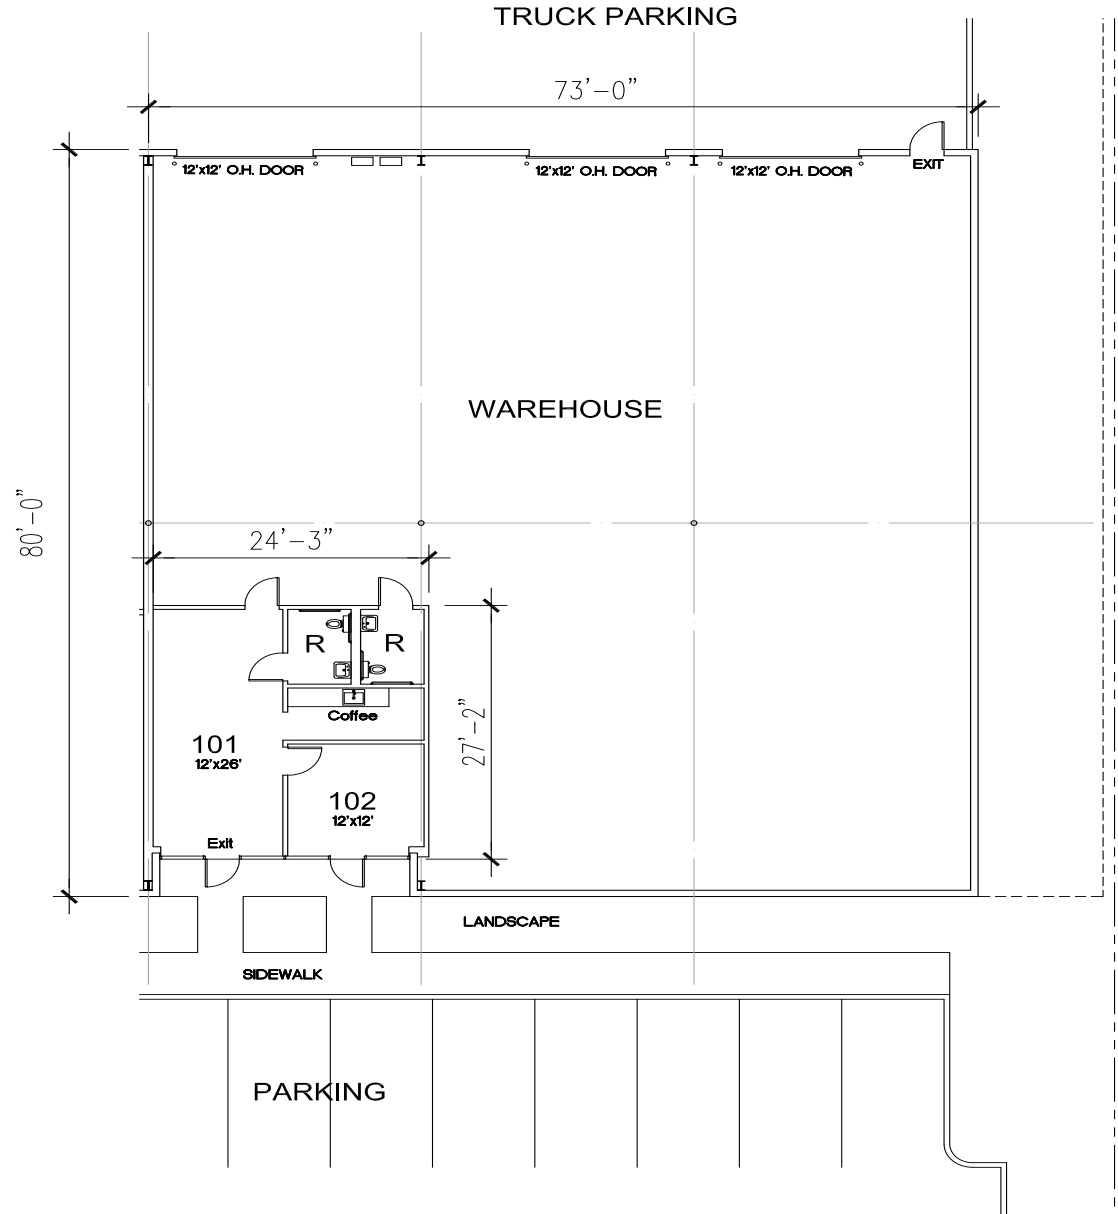 TRUCK PARKING
73'-0"
12'x12' O.H. DOOR
12'x12' O.H. DOOR
12'x12' O.H. DOOR
EXIT
WAREHOUSE
80'-0"
24'-3"
R
R
27'-2"
Coffee
101
12'x26'
102
12'x12'
Exit
LANDSCAPE
SIDEWALK
PARKING